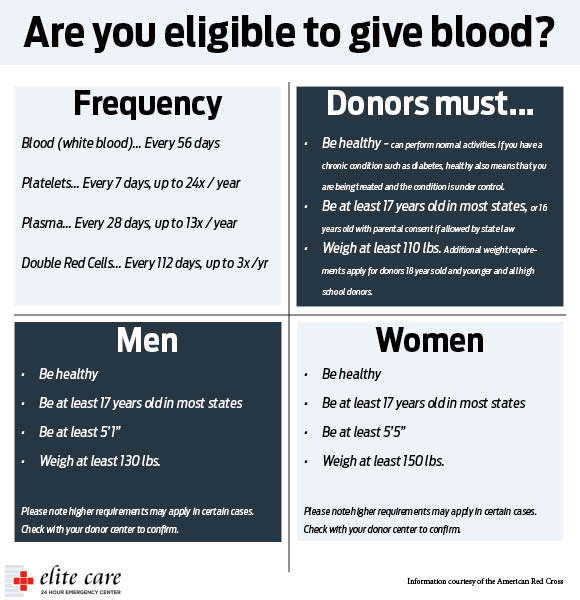 Are you eligible to give blood?
Frequency
Blood (white blood)... Every 56 days
Platelets... Every 7 days, up to 24x / year
Plasma... Every 28 days, up to 13x / year
Double Red Cells... Every 112 days, up to 3x/yr
Donors must...
• Be healthy - can perform normal activities. If you have a
chronic condition such as diabetes, healthy also means that you
are being treated and the condition is under control.
• Be at least 17 years old in most states, or 16
years old with parental consent if allowed by state law
• Weigh at least 110 lbs. Additional weight require-
ments apply for donors 18 years old and younger and all high
school donors.
Men
• Be healthy
• Be at least 17 years old in most states
• Be at least 5'1"
• Weigh at least 130 lbs.
Please note higher requirements may apply in certain cases.
Check with your donor center to confirm.
Women
• Be healthy
• Be at least 17 years old in most states
• Be at least 5'5"
• Weigh at least 150 lbs.
Please note higher requirements may apply in certain cases.
Check with your donor center to confirm.
elite care
24 HOUR EMERGENCY CENTER
Information courtesy of the American Red Cross